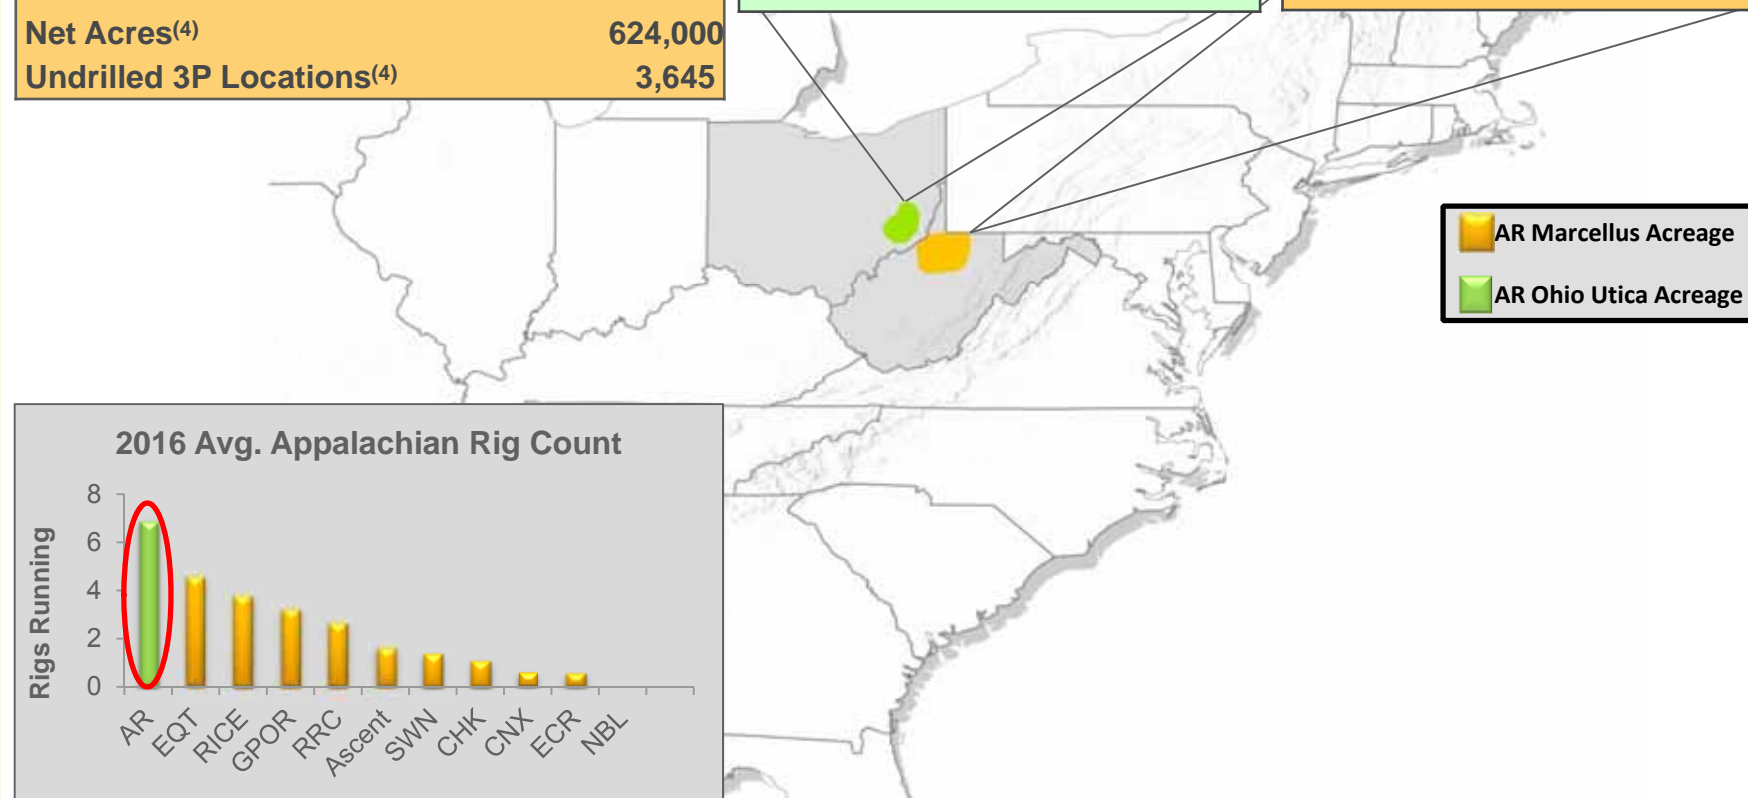 Net Acres(4) 624,000
Undrilled 3P Locations(4) 3,645
AR Marcellus Acreage
AR Ohio Utica Acreage
2016 Avg. Appalachian Rig Count
Rigs Running
8
6
4
2
0
AR
EQT
RICE
GPOR
RRC
Ascent
SWN
CHK
CNX
ECR
NBL